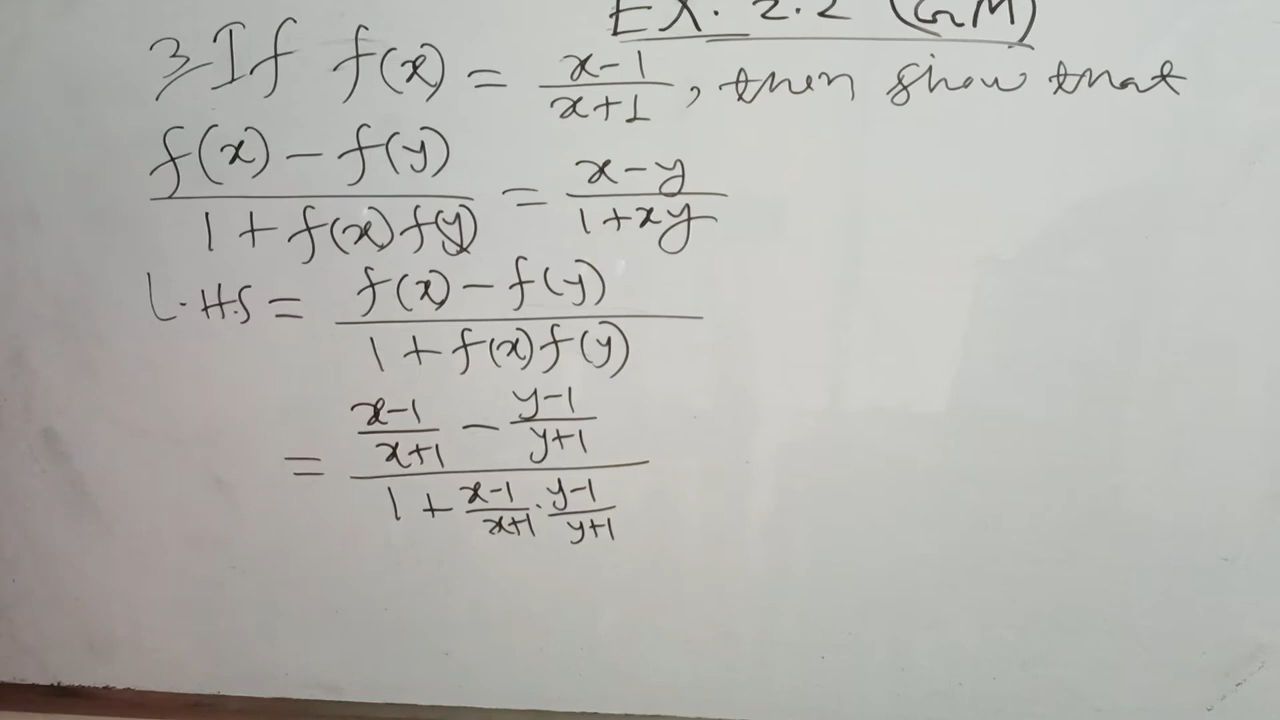 EX. 2.2 (GM)
3. If f(x) = (x-1)/(x+1), then show that
(f(x) - f(y))/(1 + f(x) f(y)) = (x-y)/(1+xy)
L.H.S = (f(x) - f(y))/(1 + f(x) f(y))
= ((x-1)/(x+1) - (y-1)/(y+1))/(1 + (x-1)/(x+1) · (y-1)/(y+1))